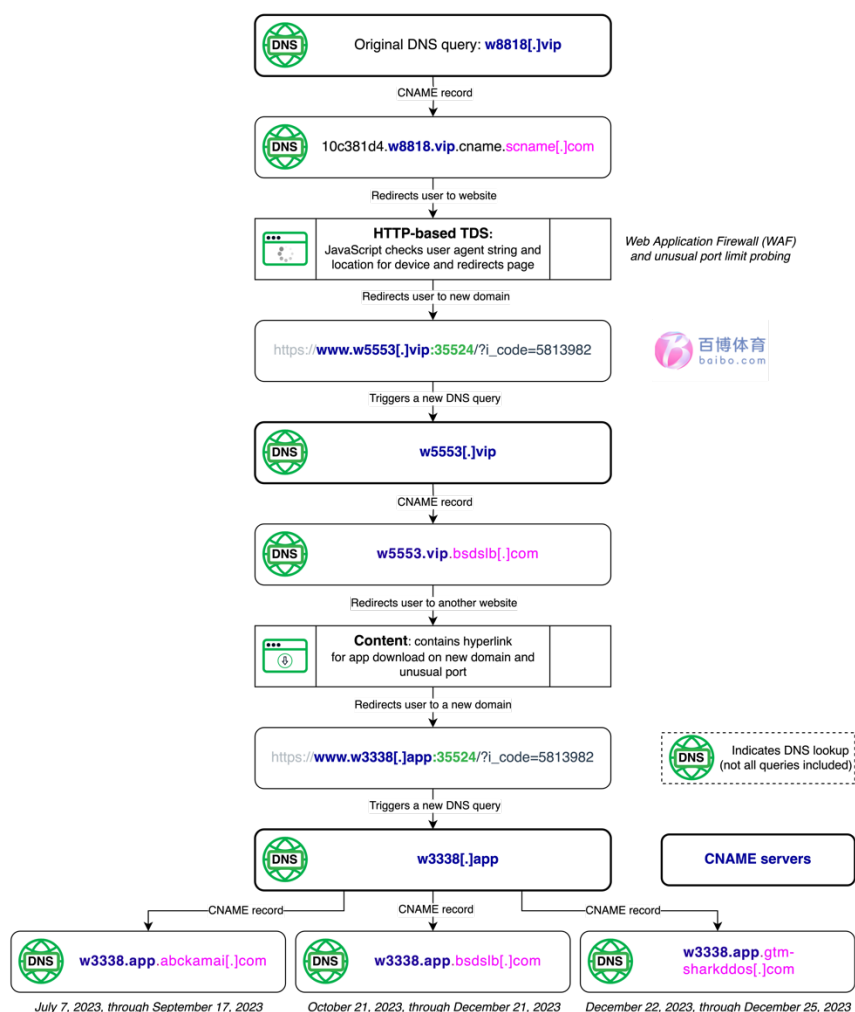 DNS
Original DNS query: w8818[.]vip
CNAME record
DNS
10c381d4.w8818.vip.cname.scname[.]com
Redirects user to website
HTTP-based TDS:
JavaScript checks user agent string and
location for device and redirects page
Web Application Firewall (WAF)
and unusual port limit probing
Redirects user to new domain
https://www.w5553[.]vip:35524/?i_code=5813982
百博体育
baibo.com
Triggers a new DNS query
DNS
w5553[.]vip
CNAME record
DNS
w5553.vip.bsdslb[.]com
Redirects user to another website
Content: contains hyperlink
for app download on new domain and
unusual port
Redirects user to a new domain
https://www.w3338[.]app:35524/?i_code=5813982
DNS
Indicates DNS lookup
(not all queries included)
Triggers a new DNS query
DNS
w3338[.]app
CNAME servers
CNAME record
CNAME record
CNAME record
DNS
w3338.app.abckamai[.]com
DNS
w3338.app.bsdslb[.]com
DNS
w3338.app.gtm-
sharkddos[.]com
July 7, 2023, through September 17, 2023
October 21, 2023, through December 21, 2023
December 22, 2023, through December 25, 2023